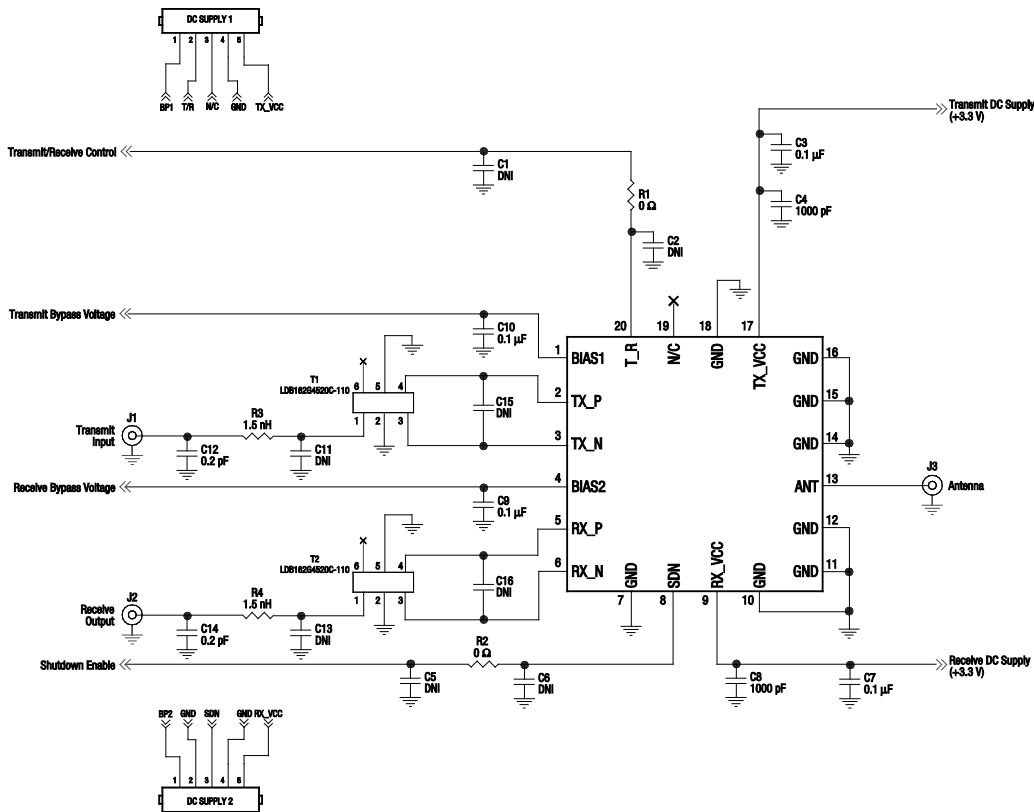 DC SUPPLY 1
1 2 3 4 5
BP1 T/R N/C GND TX_VCC
Transmit DC Supply
(+3.3 V)
Transmit/Receive Control
C1
DNI
C3
0.1 µF
R1
0 Ω
C4
1000 pF
C2
DNI
Transmit Bypass Voltage
C10
0.1 µF
20 19 18 17
T_R N/C GND TX_VCC
1 BIAS1
GND 16
T1
LDB182G4520C-110
6 5 4
1 2 3
C15
DNI
2 TX_P
GND 15
J1
Transmit
Input
R3
1.5 nH
C12
0.2 pF
C11
DNI
3 TX_N
GND 14
Receive Bypass Voltage
C9
0.1 µF
4 BIAS2
ANT 13
J3
Antenna
T2
LDB182G4520C-110
6 5 4
1 2 3
C16
DNI
5 RX_P
GND 12
6 RX_N
GND 11
GND SDN RX_VCC GND
7 8 9 10
J2
Receive
Output
R4
1.5 nH
C14
0.2 pF
C13
DNI
Shutdown Enable
R2
0 Ω
C5
DNI
C6
DNI
C8
1000 pF
C7
0.1 µF
Receive DC Supply
(+3.3 V)
BP2 GND SDN GND RX_VCC
1 2 3 4 5
DC SUPPLY 2